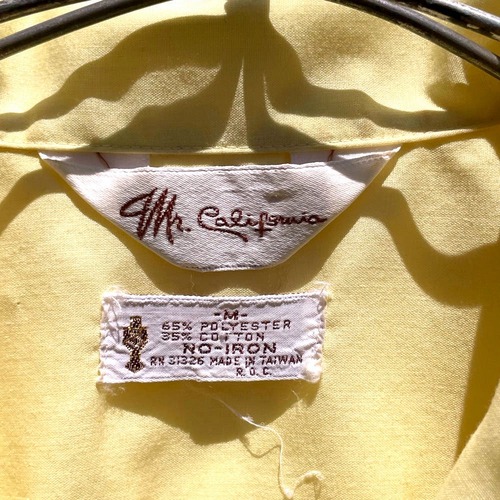 Mr. California
-M-
65% POLYESTER
35% COTTON
NO-IRON
RN 31326 MADE IN TAIWAN
R.O.C.